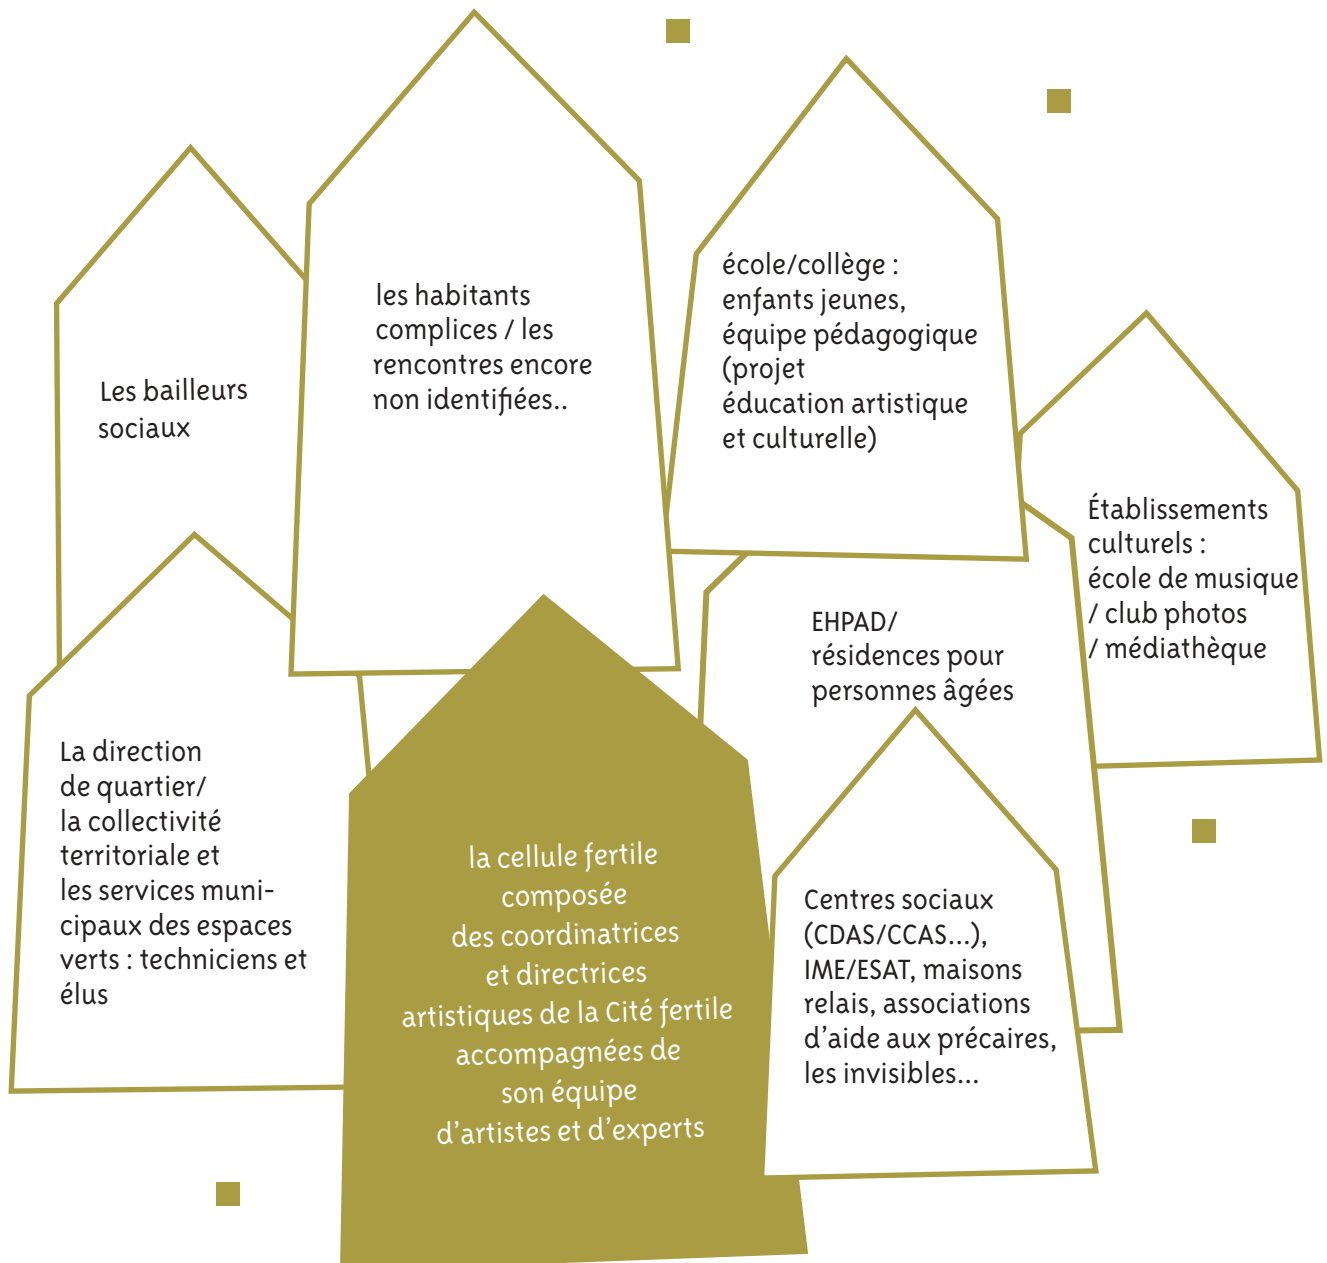 les habitants
complices / les
rencontres encore
non identifiées..
école/collège :
enfants jeunes,
équipe pédagogique
(projet
éducation artistique
et culturelle)
Les bailleurs
sociaux
Établissements
culturels :
école de musique
/ club photos
/ médiathèque
EHPAD/
résidences pour
personnes âgées
La direction
de quartier/
la collectivité
territoriale et
les services muni-
cipaux des espaces
verts : techniciens et
élus
la cellule fertile
composée
des coordinatrices
et directrices
artistiques de la Cité fertile
accompagnées de
son équipe
d’artistes et d’experts
Centres sociaux
(CDAS/CCAS...),
IME/ESAT, maisons
relais, associations
d’aide aux précaires,
les invisibles...